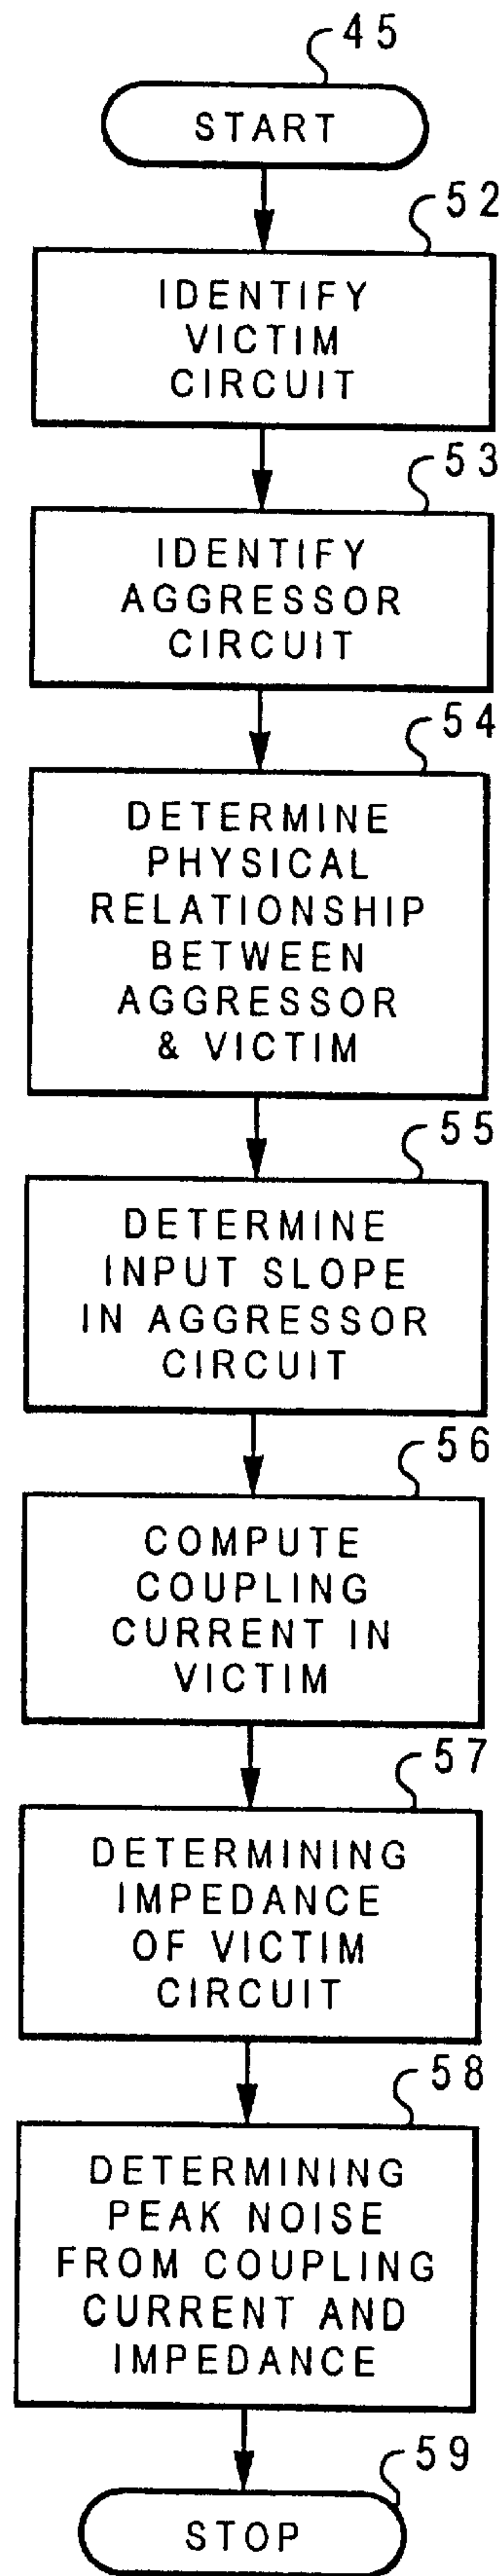 45
START
52
IDENTIFY
VICTIM
CIRCUIT
53
IDENTIFY
AGGRESSOR
CIRCUIT
54
DETERMINE
PHYSICAL
RELATIONSHIP
BETWEEN
AGGRESSOR
& VICTIM
55
DETERMINE
INPUT SLOPE
IN AGGRESSOR
CIRCUIT
56
COMPUTE
COUPLING
CURRENT IN
VICTIM
57
DETERMINING
IMPEDANCE
OF VICTIM
CIRCUIT
58
DETERMINING
PEAK NOISE
FROM COUPLING
CURRENT AND
IMPEDANCE
59
STOP